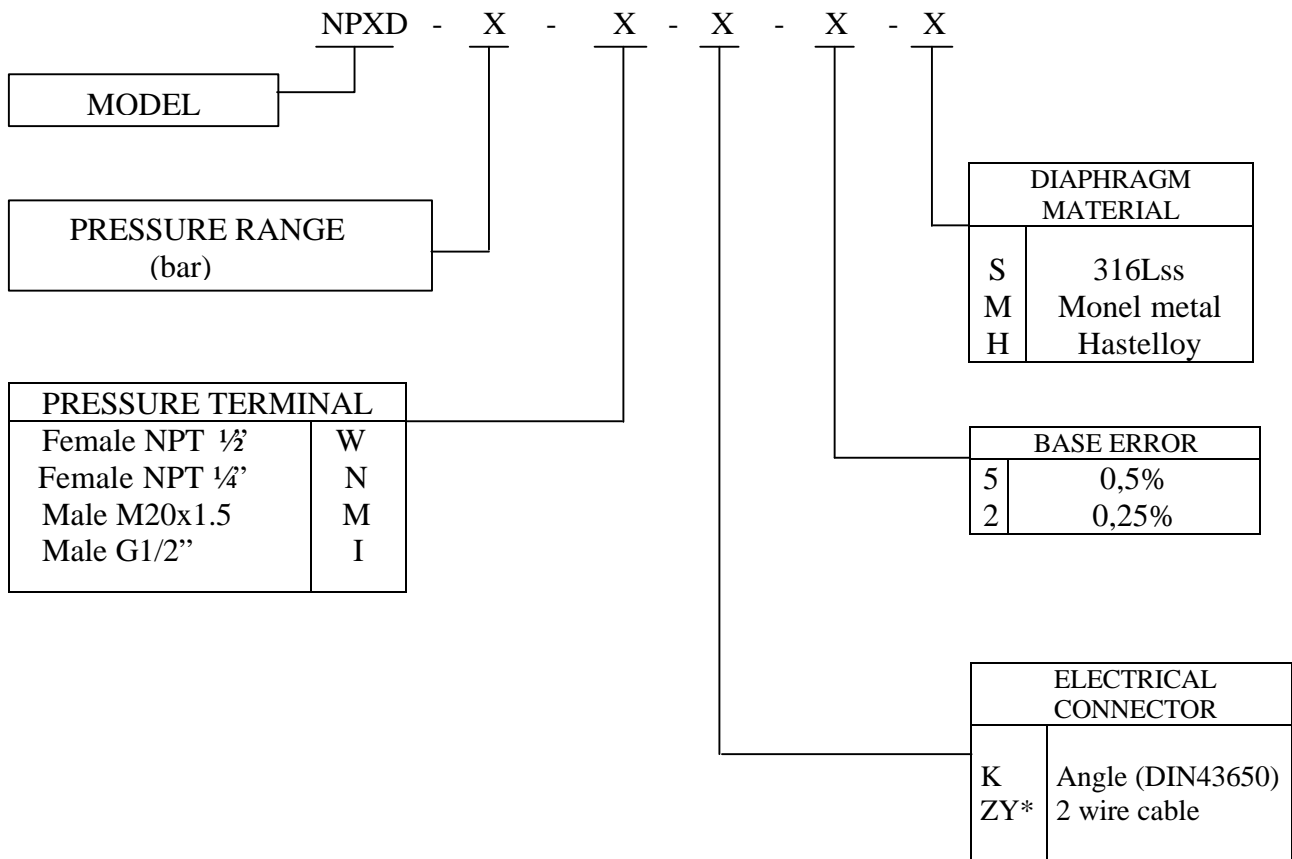 NPXD - X - X - X - X - X
MODEL
PRESSURE RANGE
(bar)
PRESSURE TERMINAL
Female NPT ½” W
Female NPT ¼” N
Male M20x1.5 M
Male G1/2” I
DIAPHRAGM
MATERIAL
S 316Lss
M Monel metal
H Hastelloy
BASE ERROR
5 0,5%
2 0,25%
ELECTRICAL
CONNECTOR
K Angle (DIN43650)
ZY* 2 wire cable